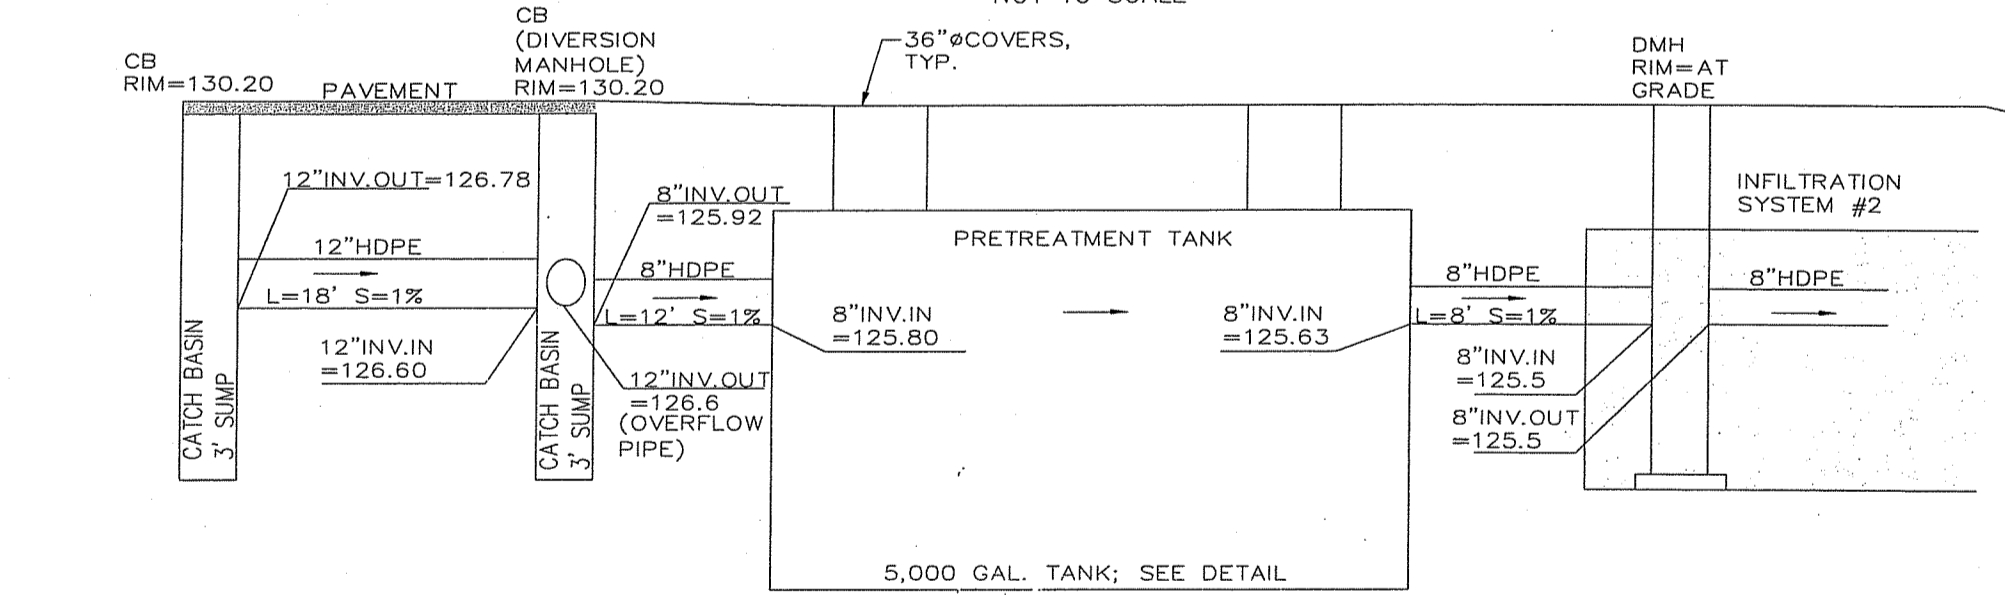 CB
RIM=130.20
PAVEMENT
CB
(DIVERSION
MANHOLE)
RIM=130.20
36"øCOVERS,
TYP.
DMH
RIM=AT
GRADE
12"INV.OUT=126.78
12"HDPE
L=18' S=1%
12"INV.IN
=126.60
CATCH BASIN
3' SUMP
CATCH BASIN
3' SUMP
8"INV.OUT
=125.92
8"HDPE
L=12' S=1%
12"INV.OUT
=126.6
(OVERFLOW
PIPE)
PRETREATMENT TANK
8"INV.IN
=125.80
8"INV.IN
=125.63
5,000 GAL. TANK; SEE DETAIL
8"HDPE
L=8' S=1%
8"INV.IN
=125.5
8"INV.OUT
=125.5
INFILTRATION
SYSTEM #2
8"HDPE